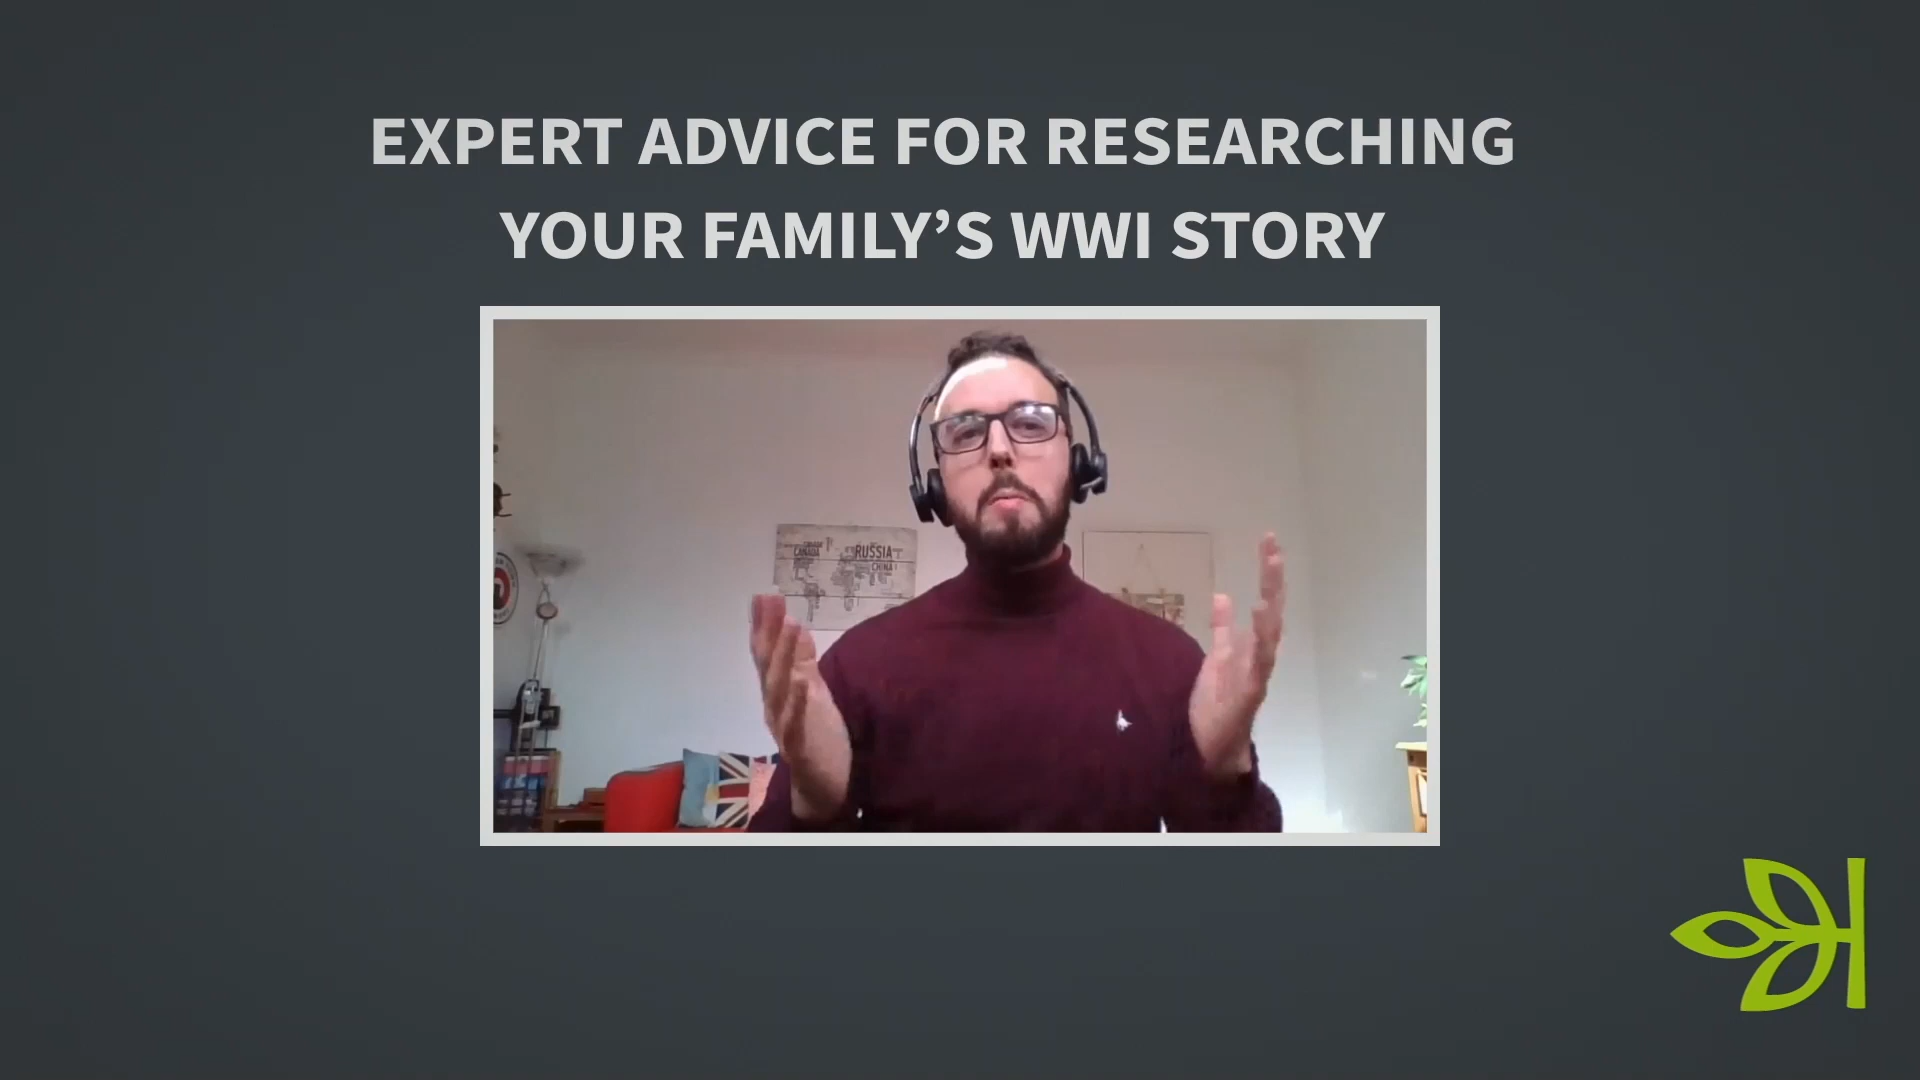 EXPERT ADVICE FOR RESEARCHING
YOUR FAMILY’S WWI STORY
CANADA
RUSSIA
CHINA